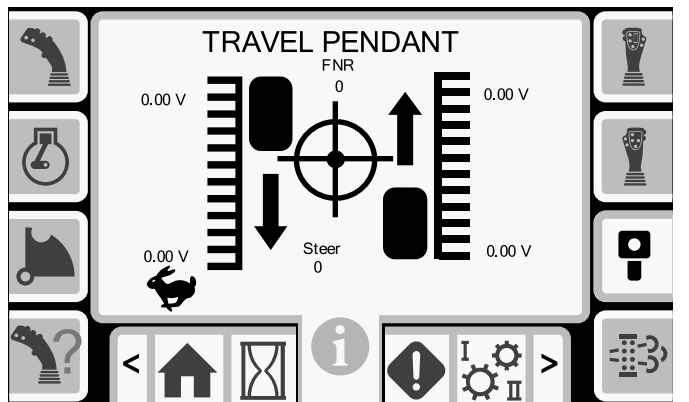 TRAVEL PENDANT
FNR
0
0.00 V
0.00 V
0.00 V
Steer
0
0.00 V
?
< i >
I
II